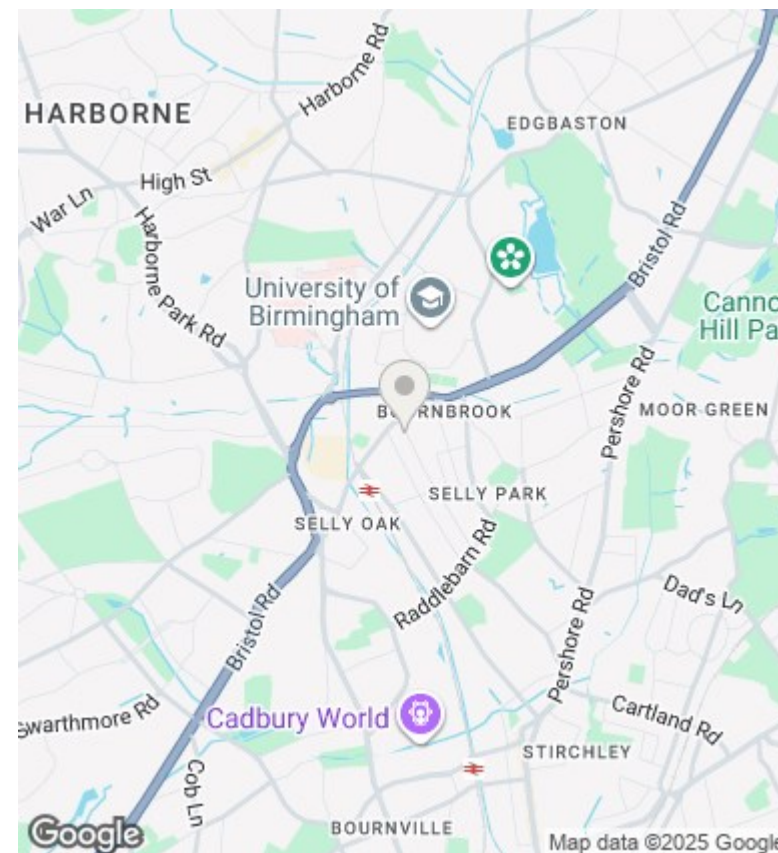 Harborne Rd
HARBORNE
EDGBASTON
High St
War Ln
Harborne Park Rd
Bristol Rd
University of
Birmingham
Canno
Hill Pa
Pershore Rd
MOOR GREEN
SELLY PARK
SELLY OAK
Raddlebarn Rd
Dad's Ln
Bristol Rd
Pershore Rd
Swarthmore Rd
Cadbury World
Cartland Rd
Cob Ln
STIRCHLEY
BOURNVILLE
Google
Map data ©2025 Google